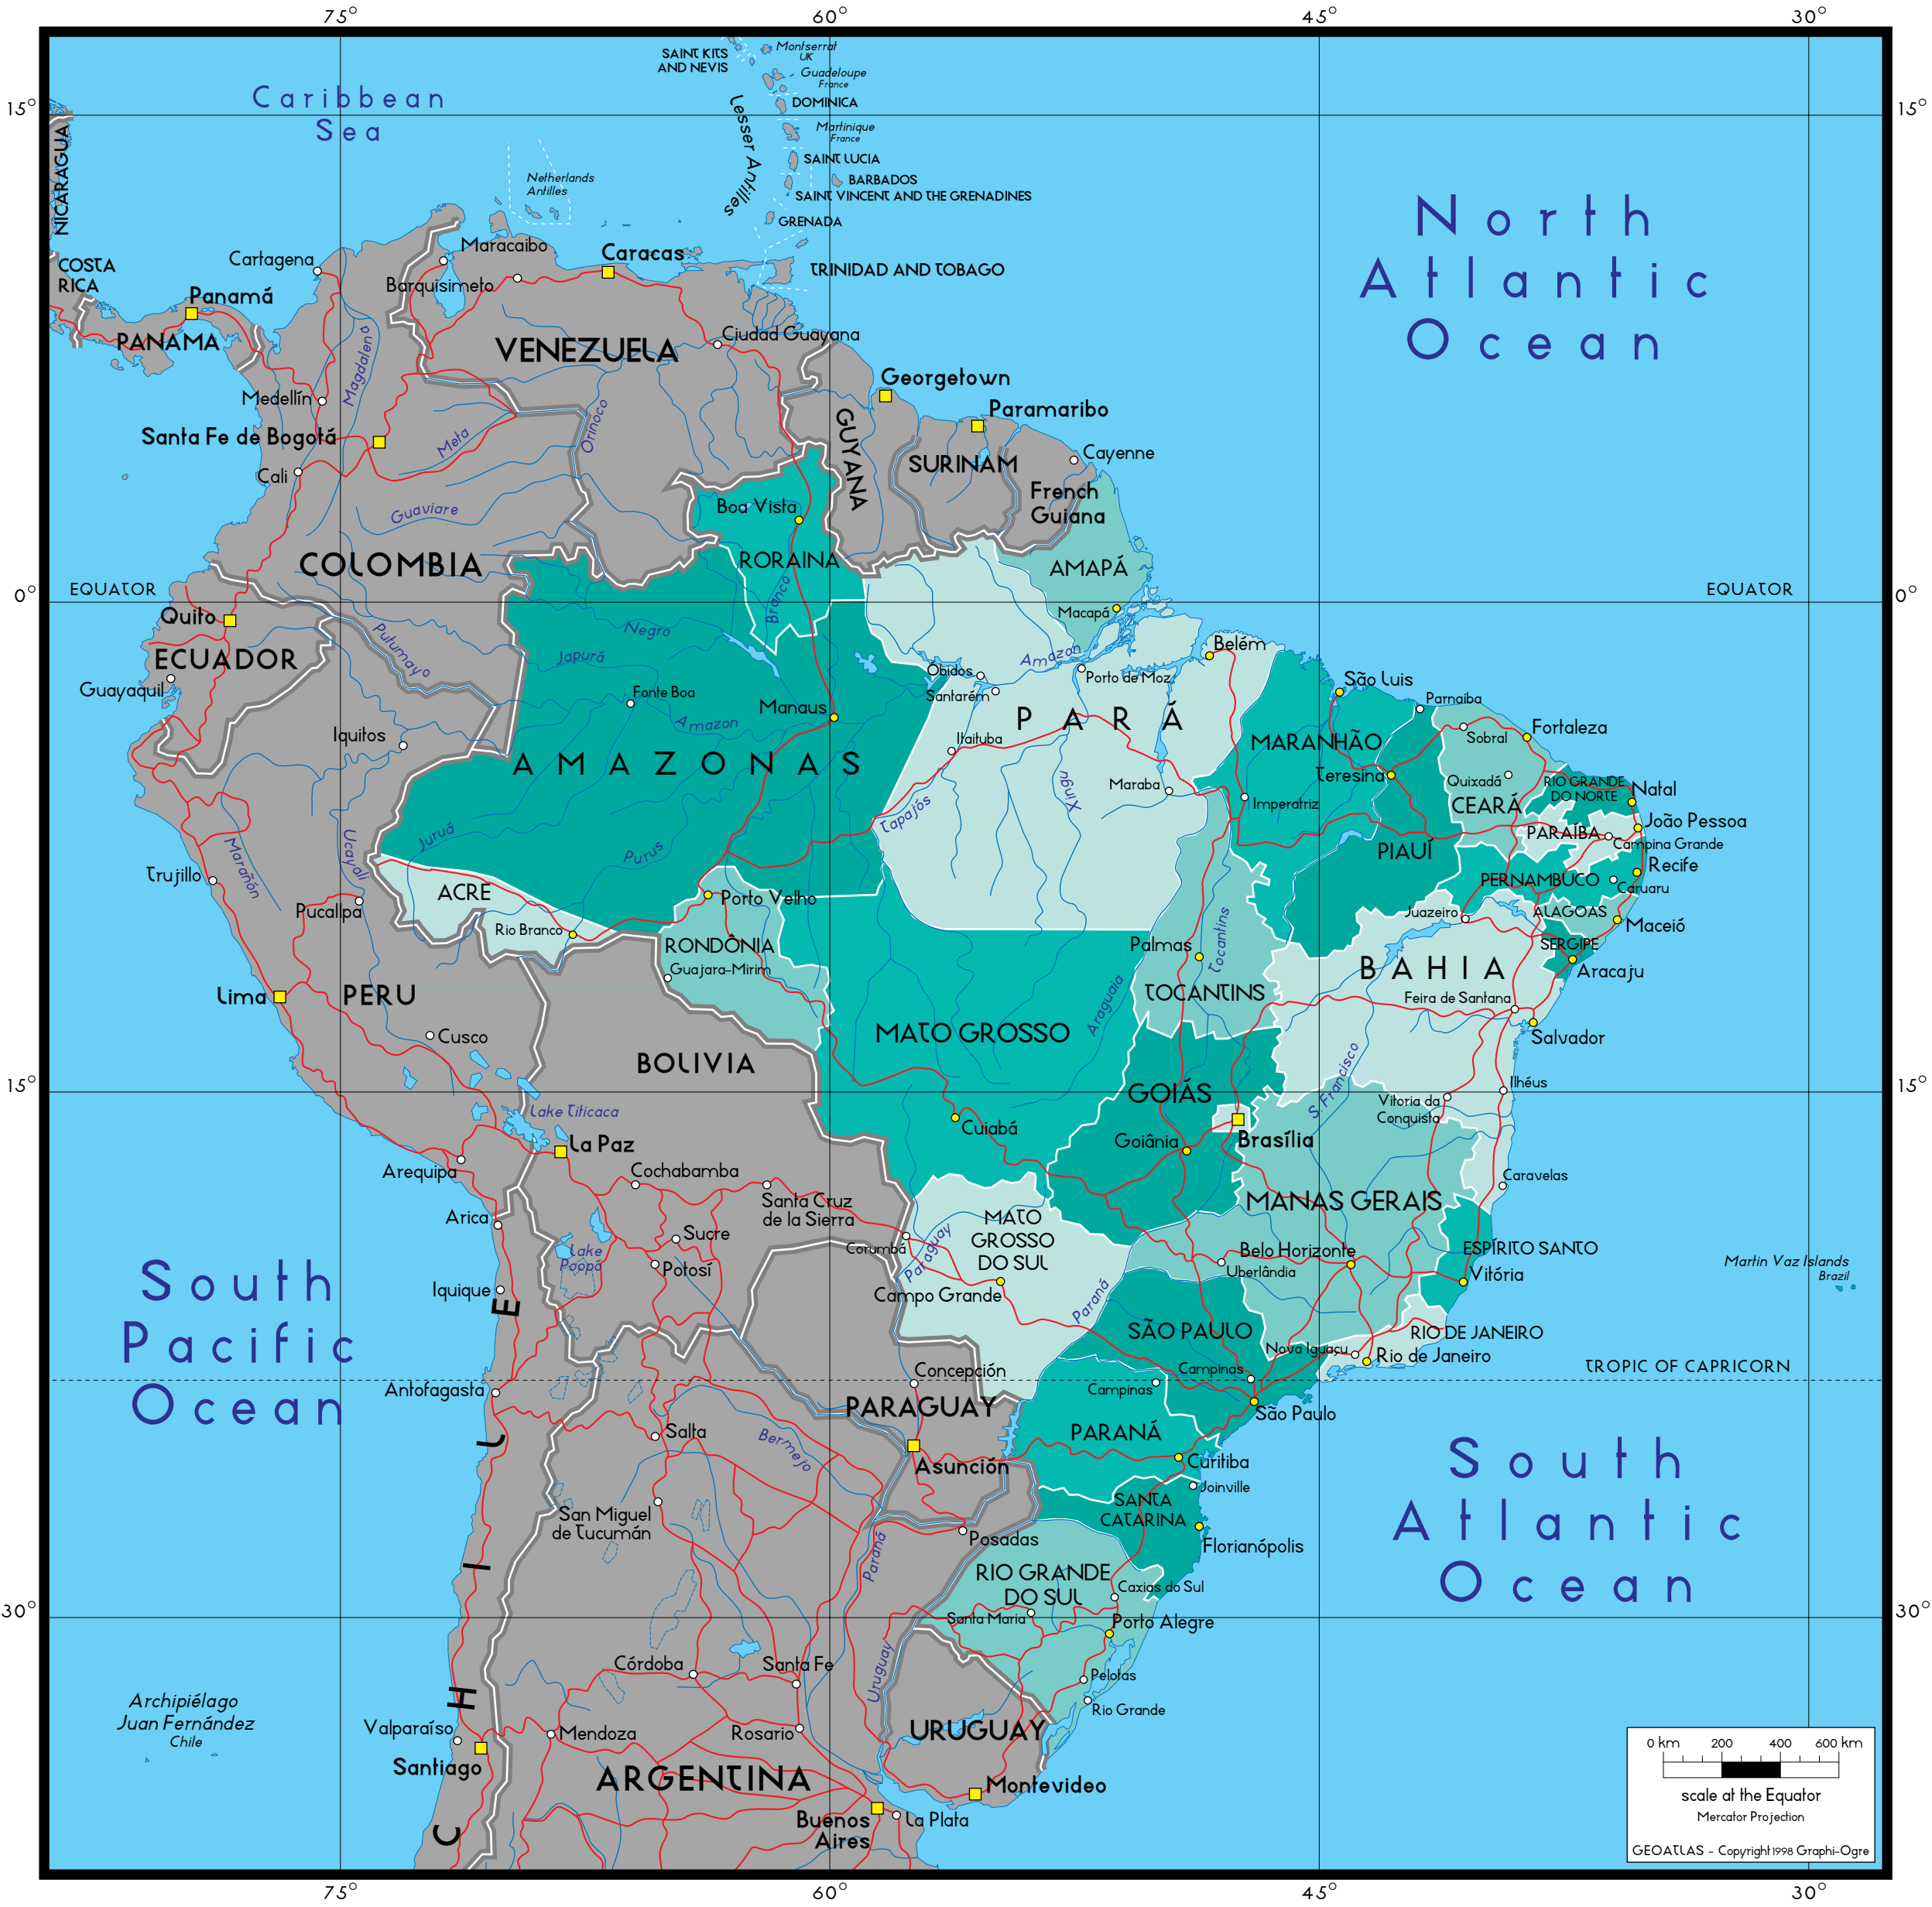 75°
60°
45°
30°
15°
15°
0°
0°
15°
15°
30°
30°
75°
60°
45°
30°
Caribbean
Sea
North
Atlantic
Ocean
South
Pacific
Ocean
South
Atlantic
Ocean
SAINT KITS
AND NEVIS
Montserrat
UK
Guadeloupe
France
DOMINICA
Martinique
France
SAINT LUCIA
BARBADOS
SAINT VINCENT AND THE GRENADINES
GRENADA
Lesser Antilles
Netherlands
Antilles
TRINIDAD AND TOBAGO
NICARAGUA
COSTA
RICA
Panamá
PANAMA
Cartagena
Maracaibo
Barquisimeto
Caracas
VENEZUELA
Ciudad Guayana
Georgetown
Paramaribo
Cayenne
GUYANA
SURINAM
French
Guiana
Magdalena
Medellín
Santa Fe de Bogotá
Cali
Meta
Orinoco
Guaviare
COLOMBIA
EQUATOR
EQUATOR
Quito
ECUADOR
Guayaquil
Putumayo
Iquitos
Boa Vista
RORAINA
Branco
AMAPÁ
Macapá
Negro
Japurá
Fonte Boa
Amazon
Manaus
AMAZONAS
Juruá
Purus
Óbidos
Santarém
Amazon
Porto de Moz
Belém
PARÁ
Itaituba
Tapajós
Xingu
Maraba
São Luis
Parnaiba
MARANHÃO
Teresina
Imperatriz
PIAUÍ
Sobral
Fortaleza
Quixadá
CEARÁ
RIO GRANDE
DO NORTE
Natal
João Pessoa
PARAÍBA
Campina Grande
Recife
PERNAMBUCO
Caruaru
Juazeiro
ALAGOAS
Maceió
SERGIPE
Aracaju
BAHIA
Feira de Santana
Salvador
Ilhéus
Vitoria da
Conquista
Caravelas
S. Francisco
Trujillo
Marañón
Ucayali
Pucallpa
Lima
PERU
Cusco
ACRE
Rio Branco
Porto Velho
RONDÔNIA
Guajara-Mirim
MATO GROSSO
Araguaia
Palmas
Tocantins
TOCANTINS
GOIÁS
Goiânia
Brasília
Cuiabá
BOLIVIA
Lake Titicaca
La Paz
Arequipa
Cochabamba
Santa Cruz
de la Sierra
Arica
Sucre
Lake
Poopó
Potosí
Iquique
Corumbá
Paraguay
MATO
GROSSO
DO SUL
Campo Grande
Paraná
MANAS GERAIS
Belo Horizonte
Uberlândia
ESPÍRITO SANTO
Vitória
Martin Vaz Islands
Brazil
SÃO PAULO
RIO DE JANEIRO
Nova Iguaçu
Rio de Janeiro
TROPIC OF CAPRICORN
Campinas
Campinas
São Paulo
Antofagasta
Concepción
PARAGUAY
Asunción
PARANÁ
Curitiba
Joinville
SANTA
CATARINA
Florianópolis
Salta
Bermejo
San Miguel
de Tucumán
Paraná
Posadas
RIO GRANDE
DO SUL
Caxias do Sul
Santa Maria
Porto Alegre
Pelotas
Rio Grande
Córdoba
Santa Fe
Uruguay
Archipiélago
Juan Fernández
Chile
Valparaíso
Santiago
Mendoza
Rosario
URUGUAY
ARGENTINA
Montevideo
Buenos
Aires
La Plata
CHILE
0 km
200
400
600 km
scale at the Equator
Mercator Projection
GEOATLAS - Copyright 1998 Graphi-Ogre